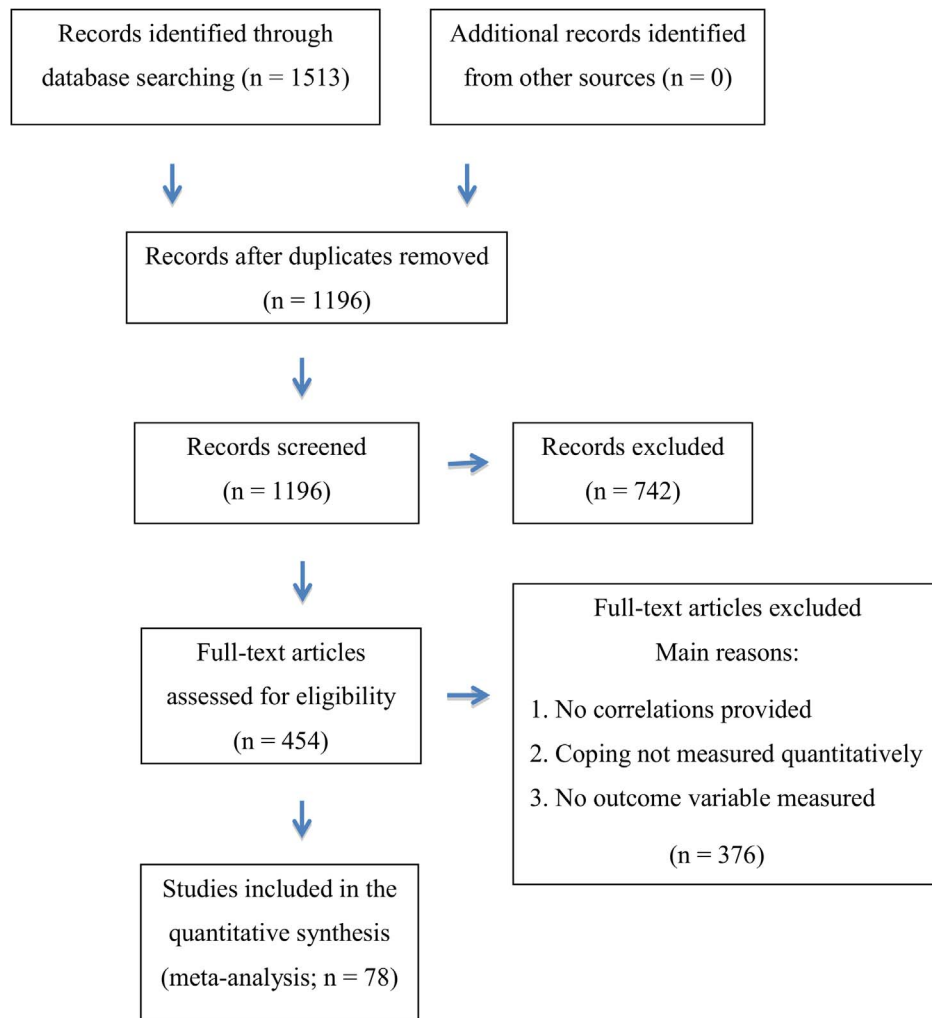 Records identified through
database searching (n = 1513)
Additional records identified
from other sources (n = 0)
Records after duplicates removed
(n = 1196)
Records screened
(n = 1196)
Records excluded
(n = 742)
Full-text articles
assessed for eligibility
(n = 454)
Full-text articles excluded
Main reasons:
1. No correlations provided
2. Coping not measured quantitatively
3. No outcome variable measured
(n = 376)
Studies included in the
quantitative synthesis
(meta-analysis; n = 78)